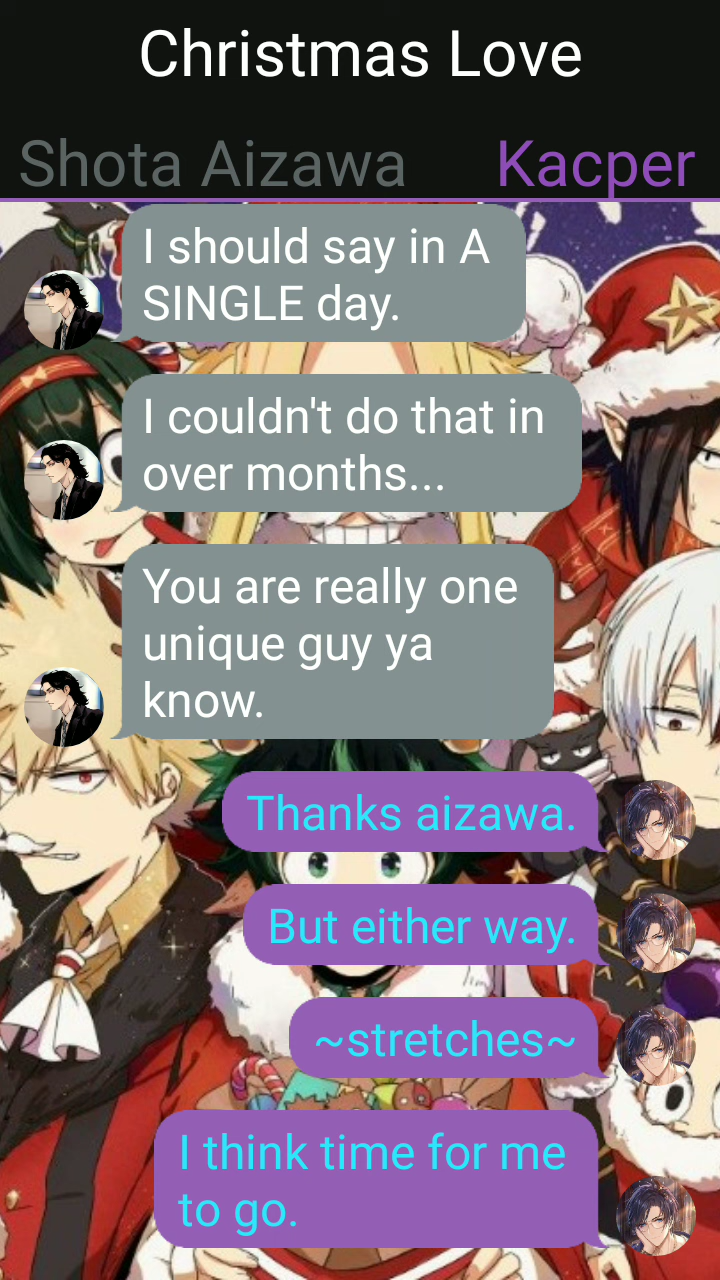 Christmas Love
Shota Aizawa Kacper
I should say in A
SINGLE day.
I couldn't do that in
over months...
You are really one
unique guy ya
know.
Thanks aizawa.
But either way.
~stretches~
I think time for me
to go.